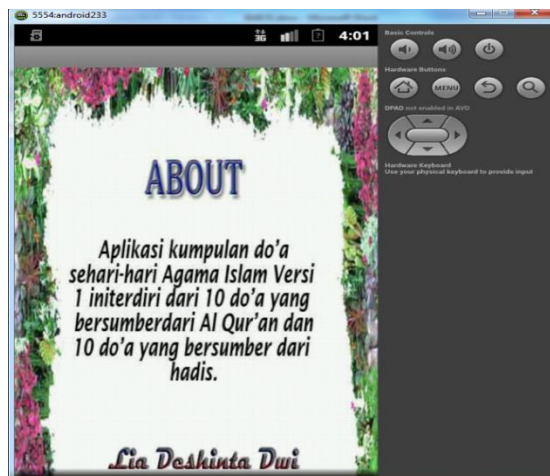 5554:android233
3G
4:01
Basic Controls
Hardware Buttons
MENU
DPAD not enabled in AVD
Hardware Keyboard
Use your physical keyboard to provide input
ABOUT
Aplikasi kumpulan do'a
sehari-hari Agama Islam Versi
1 initerdiri dari 10 do'a yang
bersumberdari Al Qur'an dan
10 do'a yang bersumber dari
hadis.
Lia Deshinta Dwi